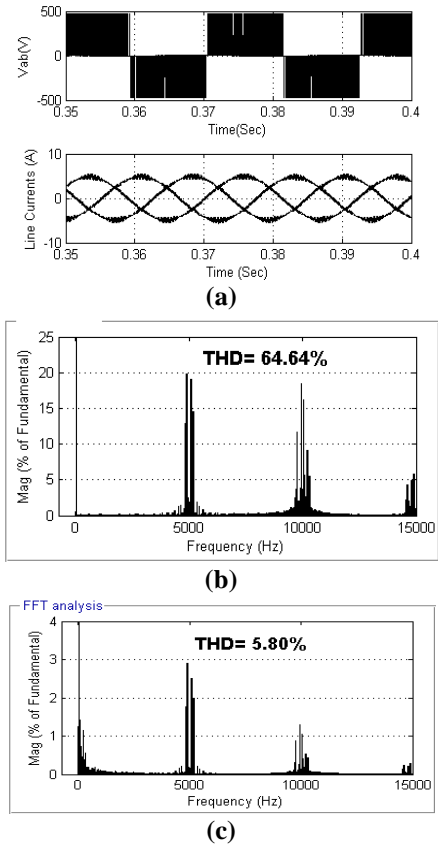 500
Vab(V)
0
-500
0.35 0.36 0.37 0.38 0.39 0.4
Time(Sec)
10
Line Currents (A)
0
-10
0.35 0.36 0.37 0.38 0.39 0.4
Time (Sec)
(a)
25
THD= 64.64%
20
15
Mag (% of Fundamental)
10
5
0
0 5000 10000 15000
Frequency (Hz)
(b)
FFT analysis
4
THD= 5.80%
3
Mag (% of Fundamental)
2
1
0
0 5000 10000 15000
Frequency (Hz)
(c)